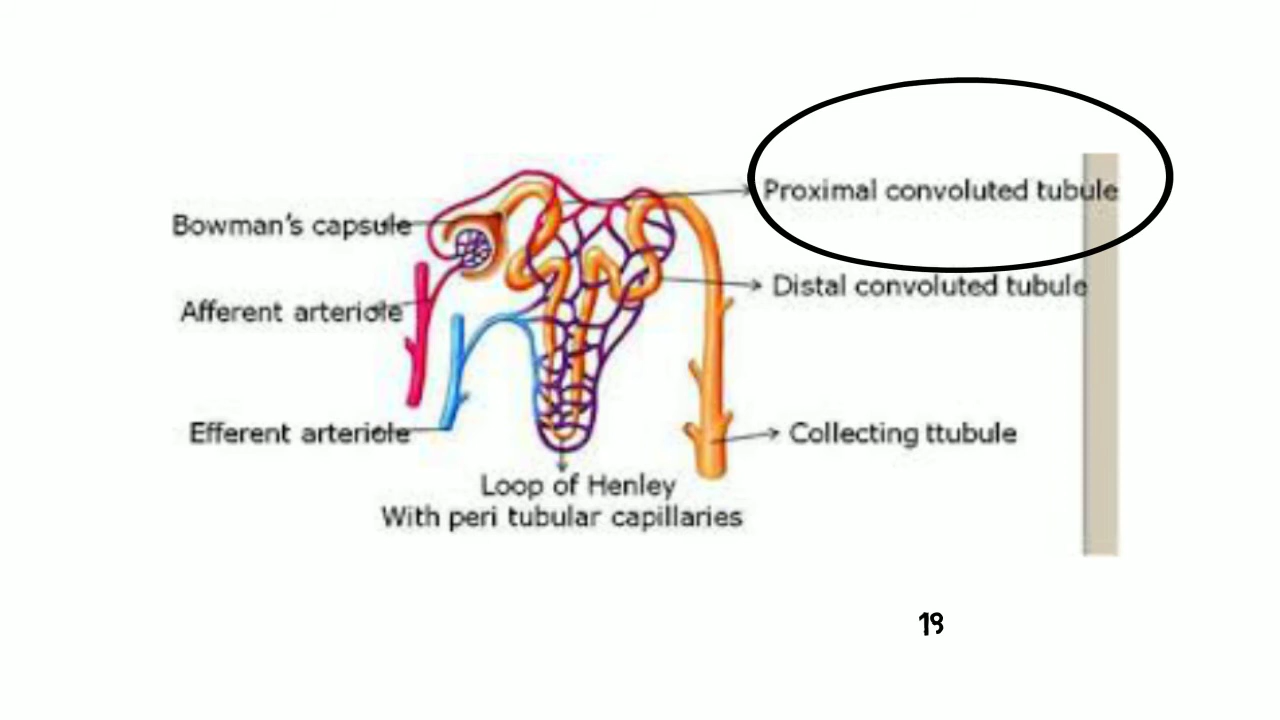 Proximal convoluted tubule
Bowman's capsule
Distal convoluted tubule
Afferent arteriole
Efferent arteriole
Collecting ttubule
Loop of Henley
With peri tubular capillaries